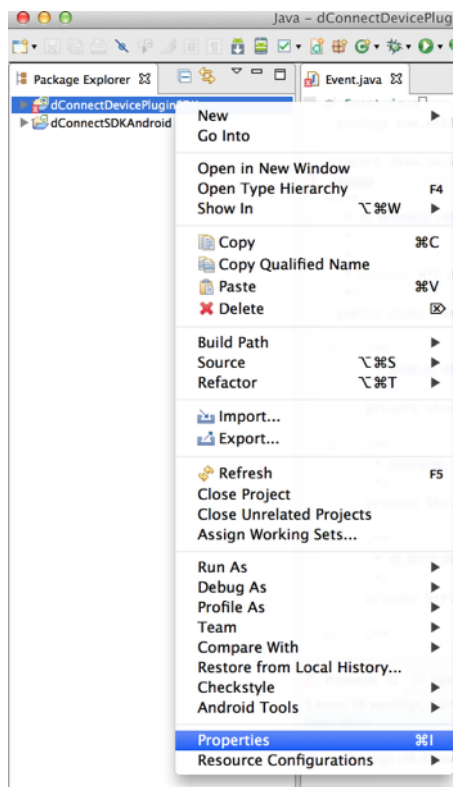 Java – dConnectDevicePlug
Package Explorer
Event.java
dConnectDevicePlugin
dConnectSDKAndroid
New
Go Into
Open in New Window
Open Type Hierarchy F4
Show In ⌥⌘W
Copy ⌘C
Copy Qualified Name
Paste ⌘V
Delete ⌦
Build Path
Source ⌥⌘S
Refactor ⌥⌘T
Import...
Export...
Refresh F5
Close Project
Close Unrelated Projects
Assign Working Sets...
Run As
Debug As
Profile As
Team
Compare With
Restore from Local History...
Checkstyle
Android Tools
Properties ⌘I
Resource Configurations